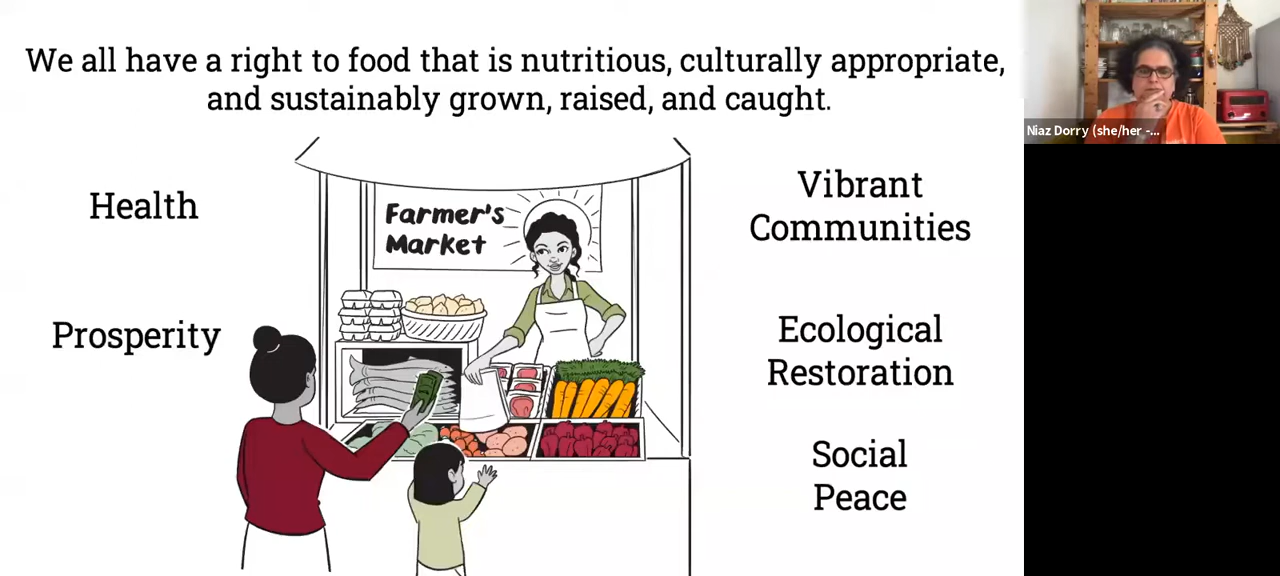 We all have a right to food that is nutritious, culturally appropriate,
and sustainably grown, raised, and caught.
Health
Prosperity
Farmer's
Market
Vibrant
Communities
Ecological
Restoration
Social
Peace
Niaz Dorry (she/her -...